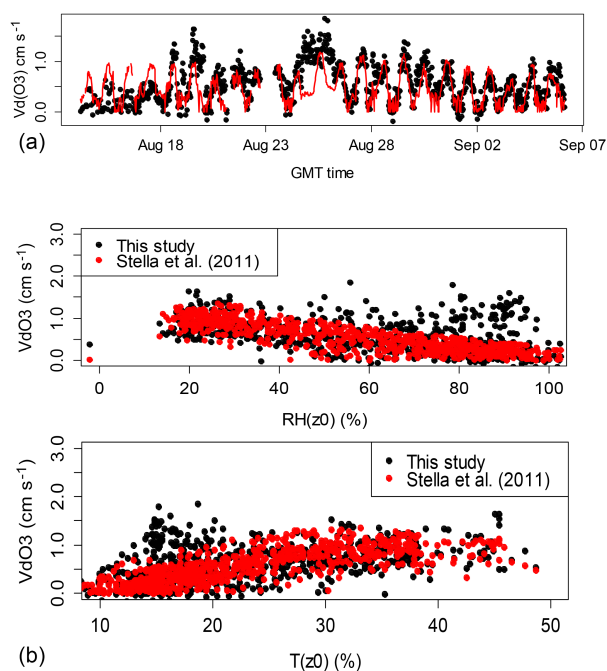 Vd(O3) cm s⁻¹
1.0
0.0
Aug 18 Aug 23 Aug 28 Sep 02 Sep 07
(a)
GMT time
VdO3 (cm s⁻¹)
3.0
2.0
1.0
0.0
This study
Stella et al. (2011)
0 20 40 60 80 100
RH(z0) (%)
VdO3 (cm s⁻¹)
3.0
2.0
1.0
0.0
This study
Stella et al. (2011)
10 20 30 40 50
(b)
T(z0) (%)